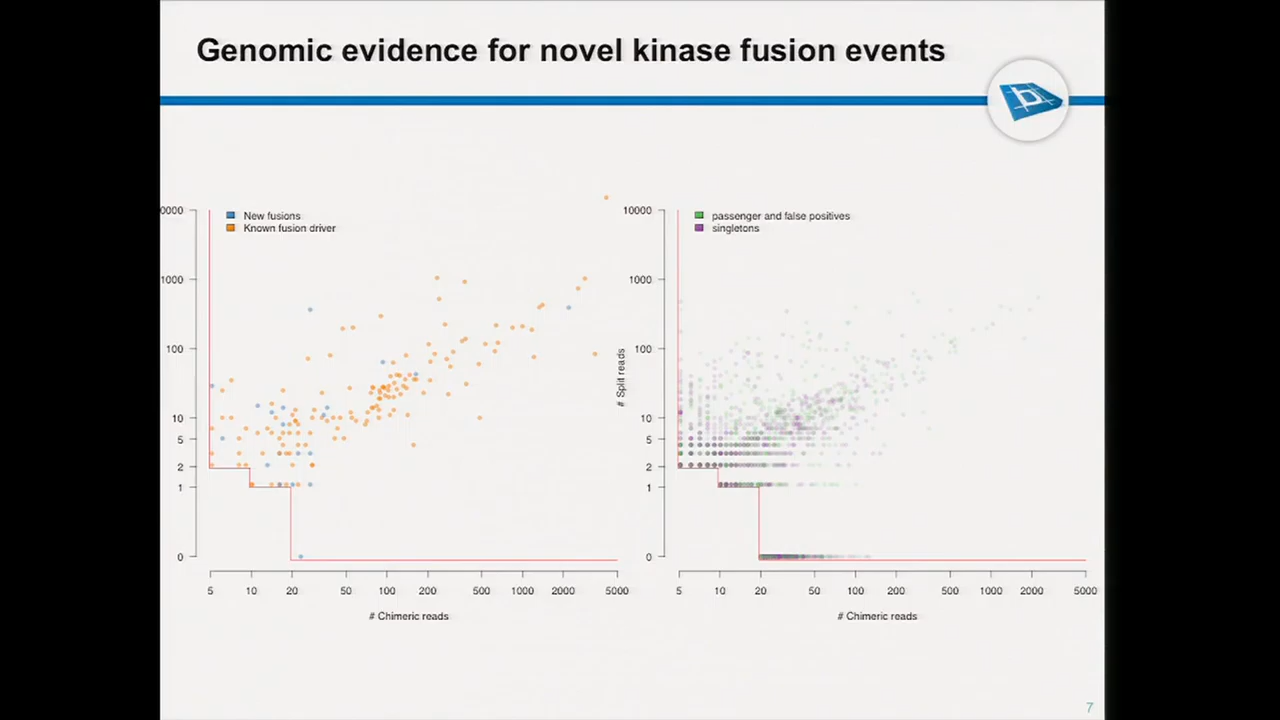 Genomic evidence for novel kinase fusion events
b
New fusions
Known fusion driver
0000
1000
100
10
5
2
1
0
5 10 20 50 100 200 500 1000 2000 5000
# Chimeric reads
passenger and false positives
singletons
# Split reads
10000
1000
100
10
5
2
1
0
5 10 20 50 100 200 500 1000 2000 5000
# Chimeric reads
7